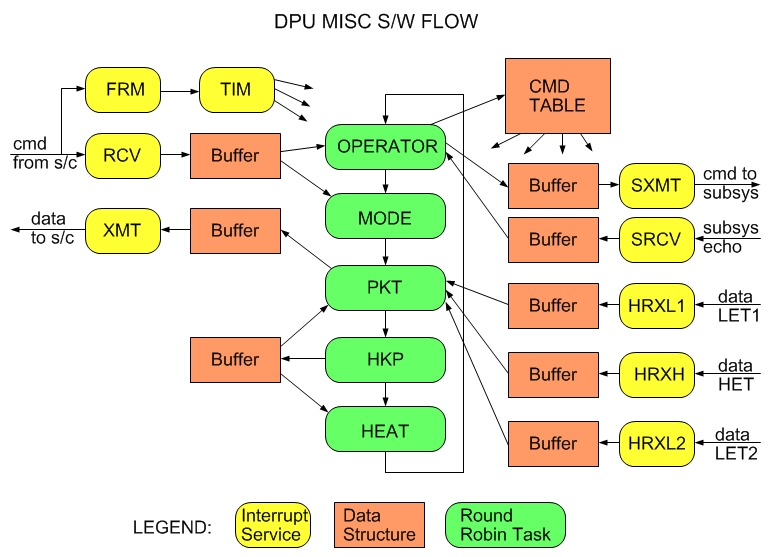 DPU MISC S/W FLOW
FRM
TIM
CMD
TABLE
cmd
from s/c
RCV
Buffer
OPERATOR
Buffer
SXMT
cmd to
subsys
data
to s/c
XMT
Buffer
MODE
Buffer
SRCV
subsys
echo
PKT
Buffer
HRXL1
data
LET1
Buffer
HKP
Buffer
HRXH
data
HET
HEAT
Buffer
HRXL2
data
LET2
LEGEND:
Interrupt
Service
Data
Structure
Round
Robin Task